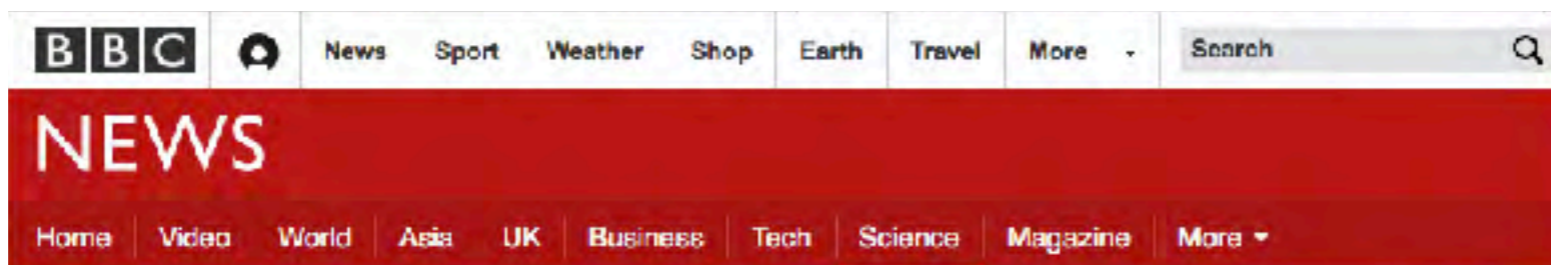 BBC News Sport Weather Shop Earth Travel More Search
NEWS
Home Video World Asia UK Business Tech Science Magazine More